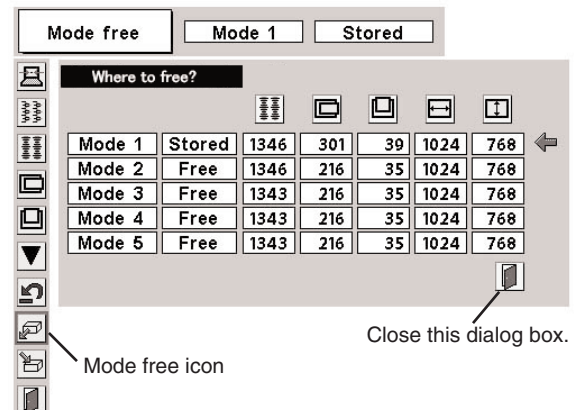 Mode free Mode 1 Stored
Where to free?
Mode 1 Stored 1346 301 39 1024 768
Mode 2 Free 1343 216 35 1024 768
Mode 3 Free 1343 216 35 1024 768
Mode 4 Free 1343 216 35 1024 768
Mode 5 Free 1343 216 35 1024 768
Close this dialog box.
Mode free icon